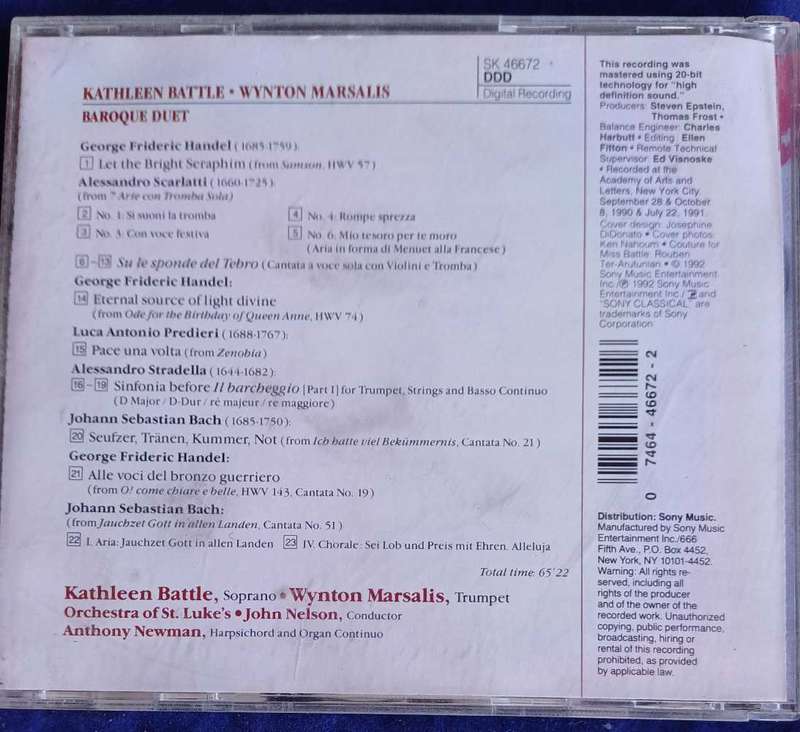 KATHLEEN BATTLE • WYNTON MARSALIS
BAROQUE DUET
SK 46672
DDD
Digital Recording
George Frideric Handel (1685-1759)
1 Let the Bright Seraphim (from Samson, HWV 57)
Alessandro Scarlatti (1660-1725)
(from "Arie con Tromba Sola)
2 No. 1: Si suoni la tromba
4 No. 4: Rompe sprezza
3 No. 3: Con voce festiva
5 No. 6: Mio tesoro per te moro
(Aria in forma di Menuet alla Francese)
6 - 13 Su le sponde del Tebro (Cantata a voce sola con Violini e Tromba)
George Frideric Handel:
14 Eternal source of light divine
(from Ode for the Birthday of Queen Anne, HWV 74)
Luca Antonio Predieri (1688-1767):
15 Pace una volta (from Zenobia)
Alessandro Stradella (1644-1682):
16 - 19 Sinfonia before Il barcheggio [Part I] for Trumpet, Strings and Basso Continuo
(D Major / D-Dur / ré majeur / re maggiore)
Johann Sebastian Bach (1685-1750):
20 Seufzer, Tränen, Kummer, Not (from Ich hatte viel Bekümmernis, Cantata No. 21)
George Frideric Handel:
21 Alle voci del bronzo guerriero
(from O! come chiare e belle, HWV 143, Cantata No. 19)
Johann Sebastian Bach:
(from Jauchzet Gott in allen Landen, Cantata No. 51)
22 I. Aria: Jauchzet Gott in allen Landen 23 IV. Chorale: Sei Lob und Preis mit Ehren. Alleluja
Total time: 65'22
Kathleen Battle, Soprano • Wynton Marsalis, Trumpet
Orchestra of St. Luke's • John Nelson, Conductor
Anthony Newman, Harpsichord and Organ Continuo
This recording was
mastered using 20-bit
technology for "high
definition sound."
Producers: Steven Epstein,
Thomas Frost •
Balance Engineer: Charles
Harbutt • Editing: Ellen
Fitton • Remote Technical
Supervisor: Ed Visnoske
• Recorded at the
Academy of Arts and
Letters, New York City.
September 28 & October
8, 1990 & July 22, 1991.
Cover design: Josephine
DiDonato • Cover photos:
Ken Nahoum • Couture for
Miss Battle: Rouben
Ter-Arutunian • © 1992
Sony Music Entertainment
Inc./℗ 1992 Sony Music
Entertainment Inc./ and
"SONY CLASSICAL" are
trademarks of Sony
Corporation
0 7464 - 46672 - 2
Distribution: Sony Music.
Manufactured by Sony Music
Entertainment Inc./666
Fifth Ave., P.O. Box 4452,
New York, NY 10101-4452.
Warning: All rights re-
served, including all
rights of the producer
and of the owner of the
recorded work. Unauthorized
copying, public performance,
broadcasting, hiring or
rental of this recording
prohibited, as provided
by applicable law.